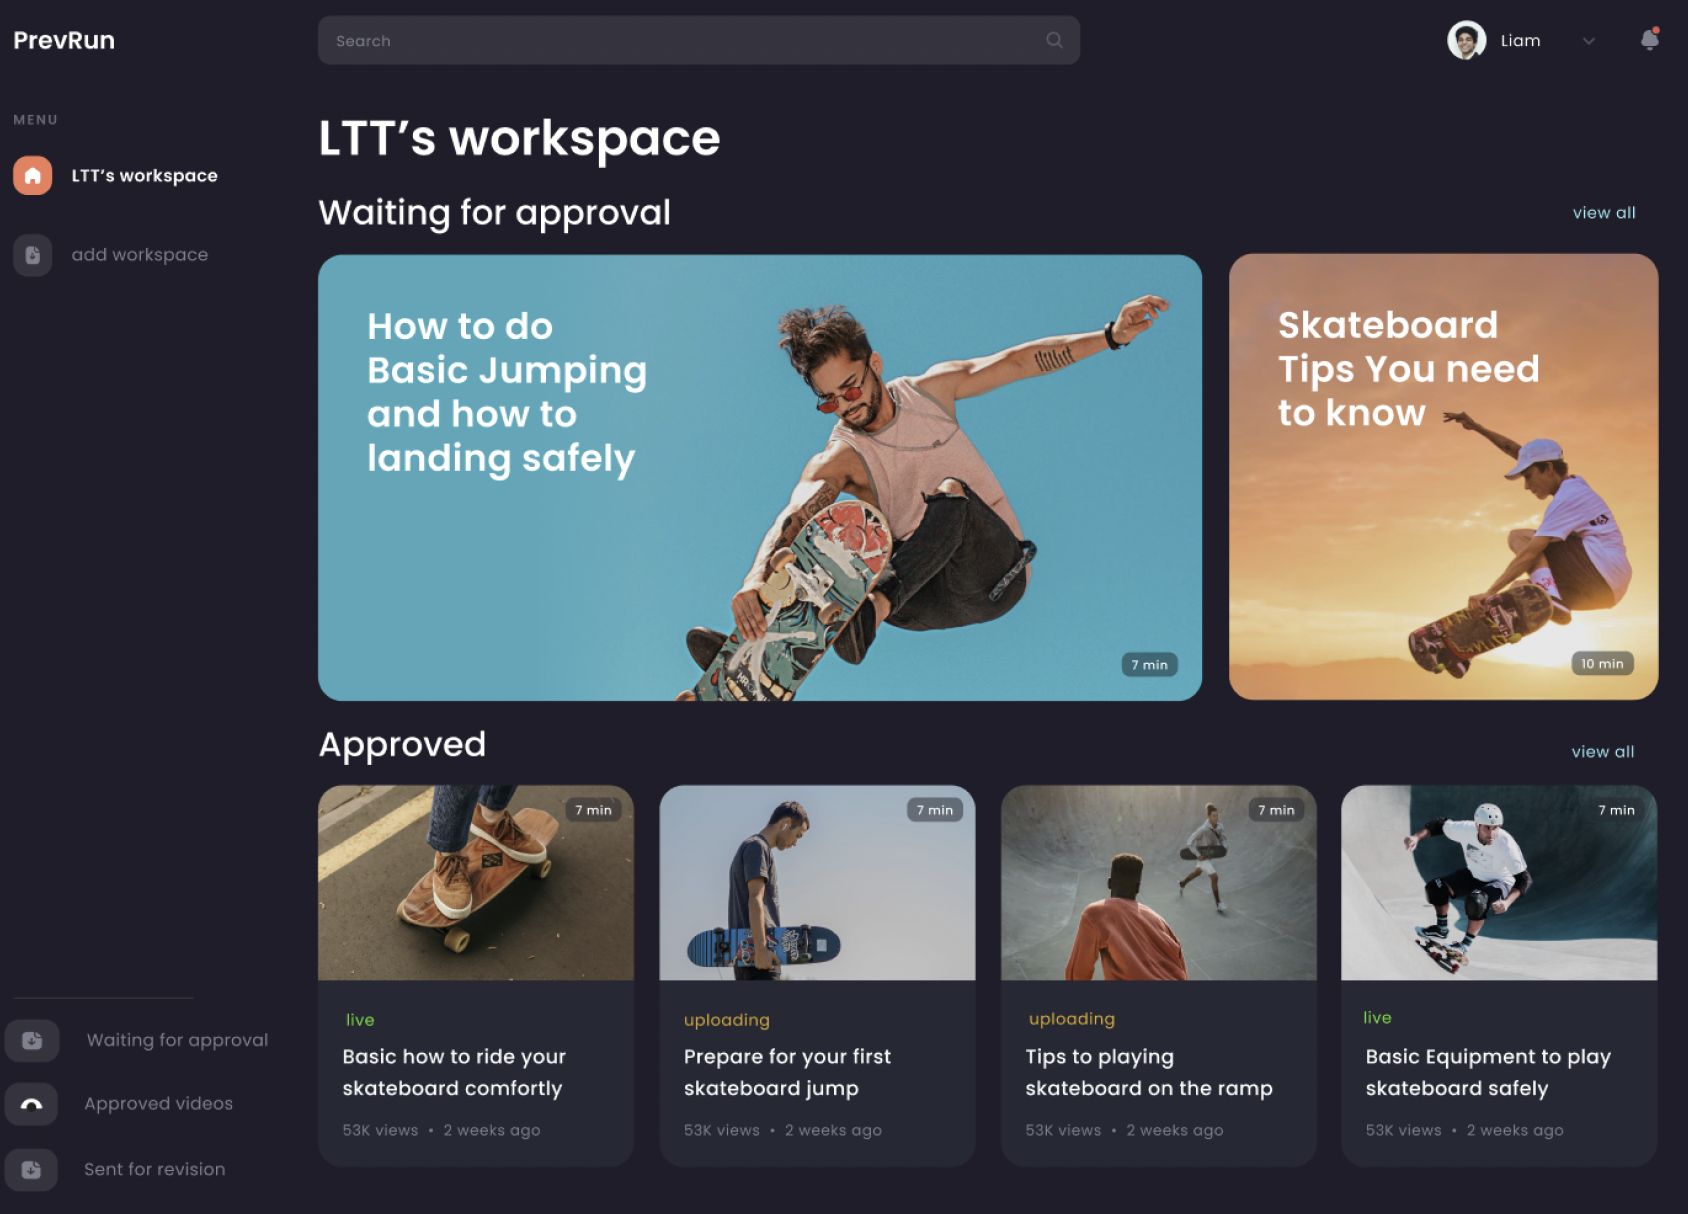 PrevRun
Search
Liam
MENU
LTT’s workspace
add workspace
LTT’s workspace
Waiting for approval
view all
How to do
Basic Jumping
and how to
landing safely
7 min
Skateboard
Tips You need
to know
10 min
Approved
view all
7 min
live
Basic how to ride your
skateboard comfortly
53K views • 2 weeks ago
7 min
uploading
Prepare for your first
skateboard jump
53K views • 2 weeks ago
7 min
uploading
Tips to playing
skateboard on the ramp
53K views • 2 weeks ago
7 min
live
Basic Equipment to play
skateboard safely
53K views • 2 weeks ago
Waiting for approval
Approved videos
Sent for revision